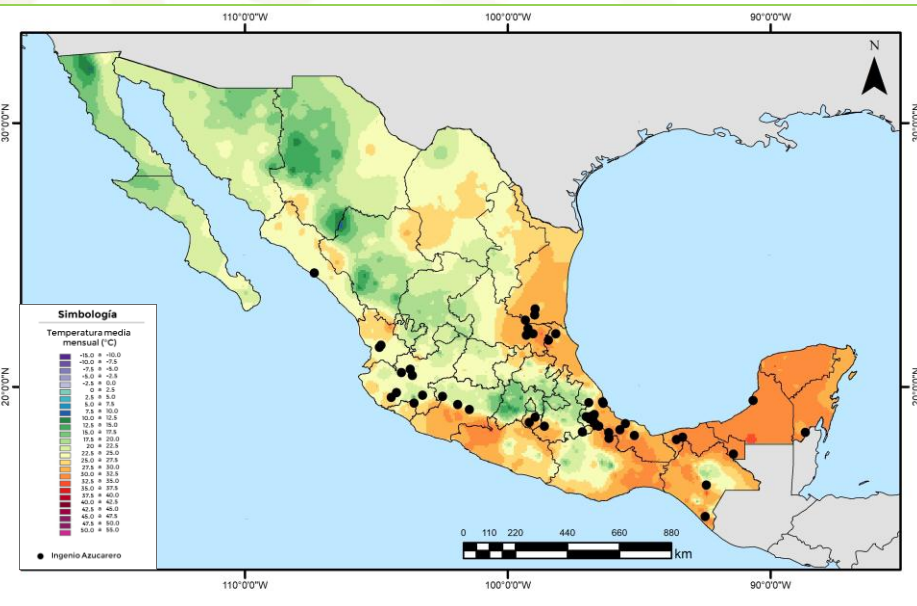 110°0'0"W 100°0'0"W 90°0'0"W
N
30°0'0"N
30°0'0"N
20°0'0"N
20°0'0"N
Simbología
Temperatura media
mensual (°C)
-15.0 a -10.0
-10.0 a -7.5
-7.5 a -5.0
-5.0 a -2.5
-2.5 a 0.0
0 a 2.5
2.5 a 5.0
5.0 a 7.5
7.5 a 10.0
10.0 a 12.5
12.5 a 15.0
15.0 a 17.5
17.5 a 20.0
20 a 22.5
22.5 a 25.0
25.0 a 27.5
27.5 a 30.0
30.0 a 32.5
32.5 a 35.0
35.0 a 37.5
37.5 a 40.0
40.0 a 42.5
42.5 a 45.0
45.0 a 47.5
47.5 a 50.0
50.0 a 55.0
Ingenio Azucarero
0 110 220 440 660 880
km
110°0'0"W 100°0'0"W 90°0'0"W